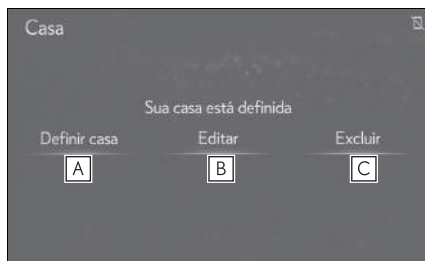 Casa
Sua casa está definida
Definir casa Editar Excluir
A B C